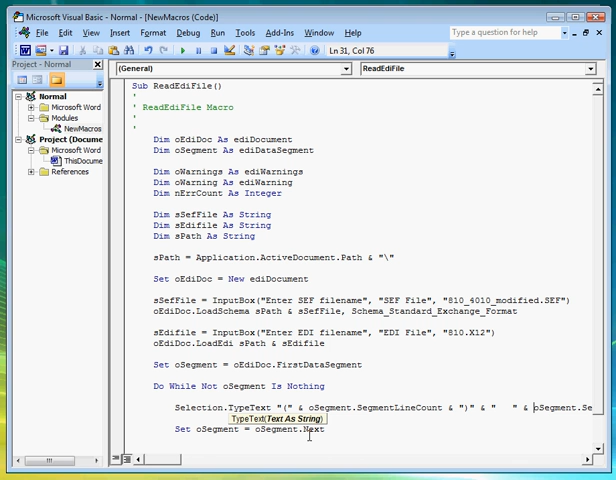 Microsoft Visual Basic - Normal - [NewMacros (Code)]
File Edit View Insert Format Debug Run Tools Add-Ins Window Help
Type a question for help
Ln 31, Col 76
Project - Normal
(General)
ReadEdiFile
Normal
Microsoft Word
Modules
NewMacros
Project (Docume
Microsoft Word
ThisDocume
References
Sub ReadEdiFile()
'
' ReadEdiFile Macro
'
'
Dim oEdiDoc As ediDocument
Dim oSegment As ediDataSegment
Dim oWarnings As ediWarnings
Dim oWarning As ediWarning
Dim nErrCount As Integer
Dim sSefFile As String
Dim sEdifile As String
Dim sPath As String
sPath = Application.ActiveDocument.Path & "\"
Set oEdiDoc = New ediDocument
sSefFile = InputBox("Enter SEF filename", "SEF File", "810_4010_modified.SEF")
oEdiDoc.LoadSchema sPath & sSefFile, Schema_Standard_Exchange_Format
sEdifile = InputBox("Enter EDI filename", "EDI File", "810.X12")
oEdiDoc.LoadEdi sPath & sEdifile
Set oSegment = oEdiDoc.FirstDataSegment
Do While Not oSegment Is Nothing
Selection.TypeText "(" & oSegment.SegmentLineCount & ")" & "   " & oSegment.Se
TypeText(Text As String)
Set oSegment = oSegment.Next